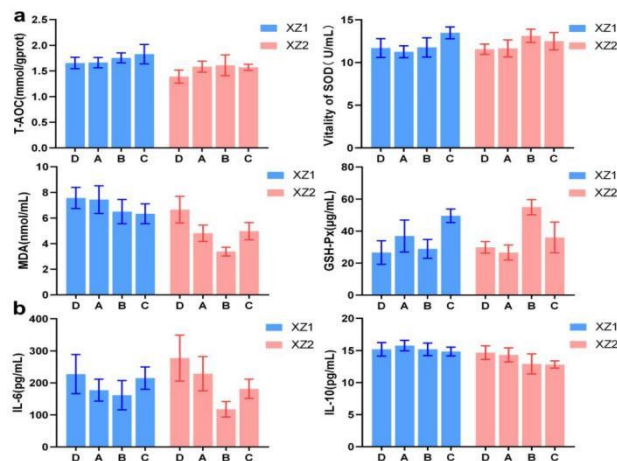 a
T-AOC(mmol/gprot)
2.5
2.0
1.5
1.0
0.5
0.0
D A B C D A B C
XZ1
XZ2
Vitality of SOD( U/mL)
15
10
5
0
D A B C D A B C
XZ1
XZ2
MDA(nmol/mL)
10
8
6
4
2
0
D A B C D A B C
XZ1
XZ2
GSH-Px(μg/mL)
80
60
40
20
0
D A B C D A B C
XZ1
XZ2
b
IL-6(pg/mL)
400
300
200
100
0
D A B C D A B C
XZ1
XZ2
IL-10(pg/mL)
20
15
10
5
0
D A B C D A B C
XZ1
XZ2